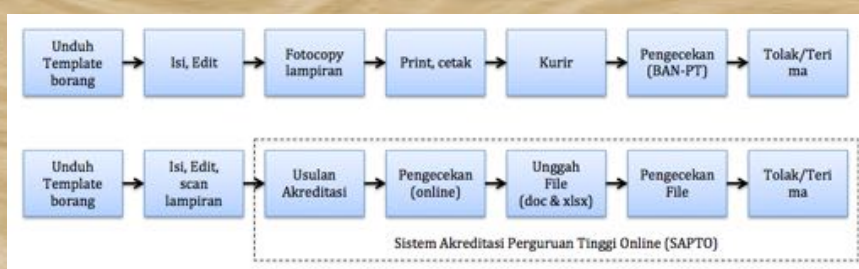 Unduh
Template
borang
Isi, Edit
Fotocopy
lampiran
Print, cetak
Kurir
Pengecekan
(BAN-PT)
Tolak/Teri
ma
Unduh
Template
borang
Isi, Edit,
scan
lampiran
Usulan
Akreditasi
Pengecekan
(online)
Unggah
File
(doc & xlsx)
Pengecekan
File
Tolak/Teri
ma
Sistem Akreditasi Perguruan Tinggi Online (SAPTO)